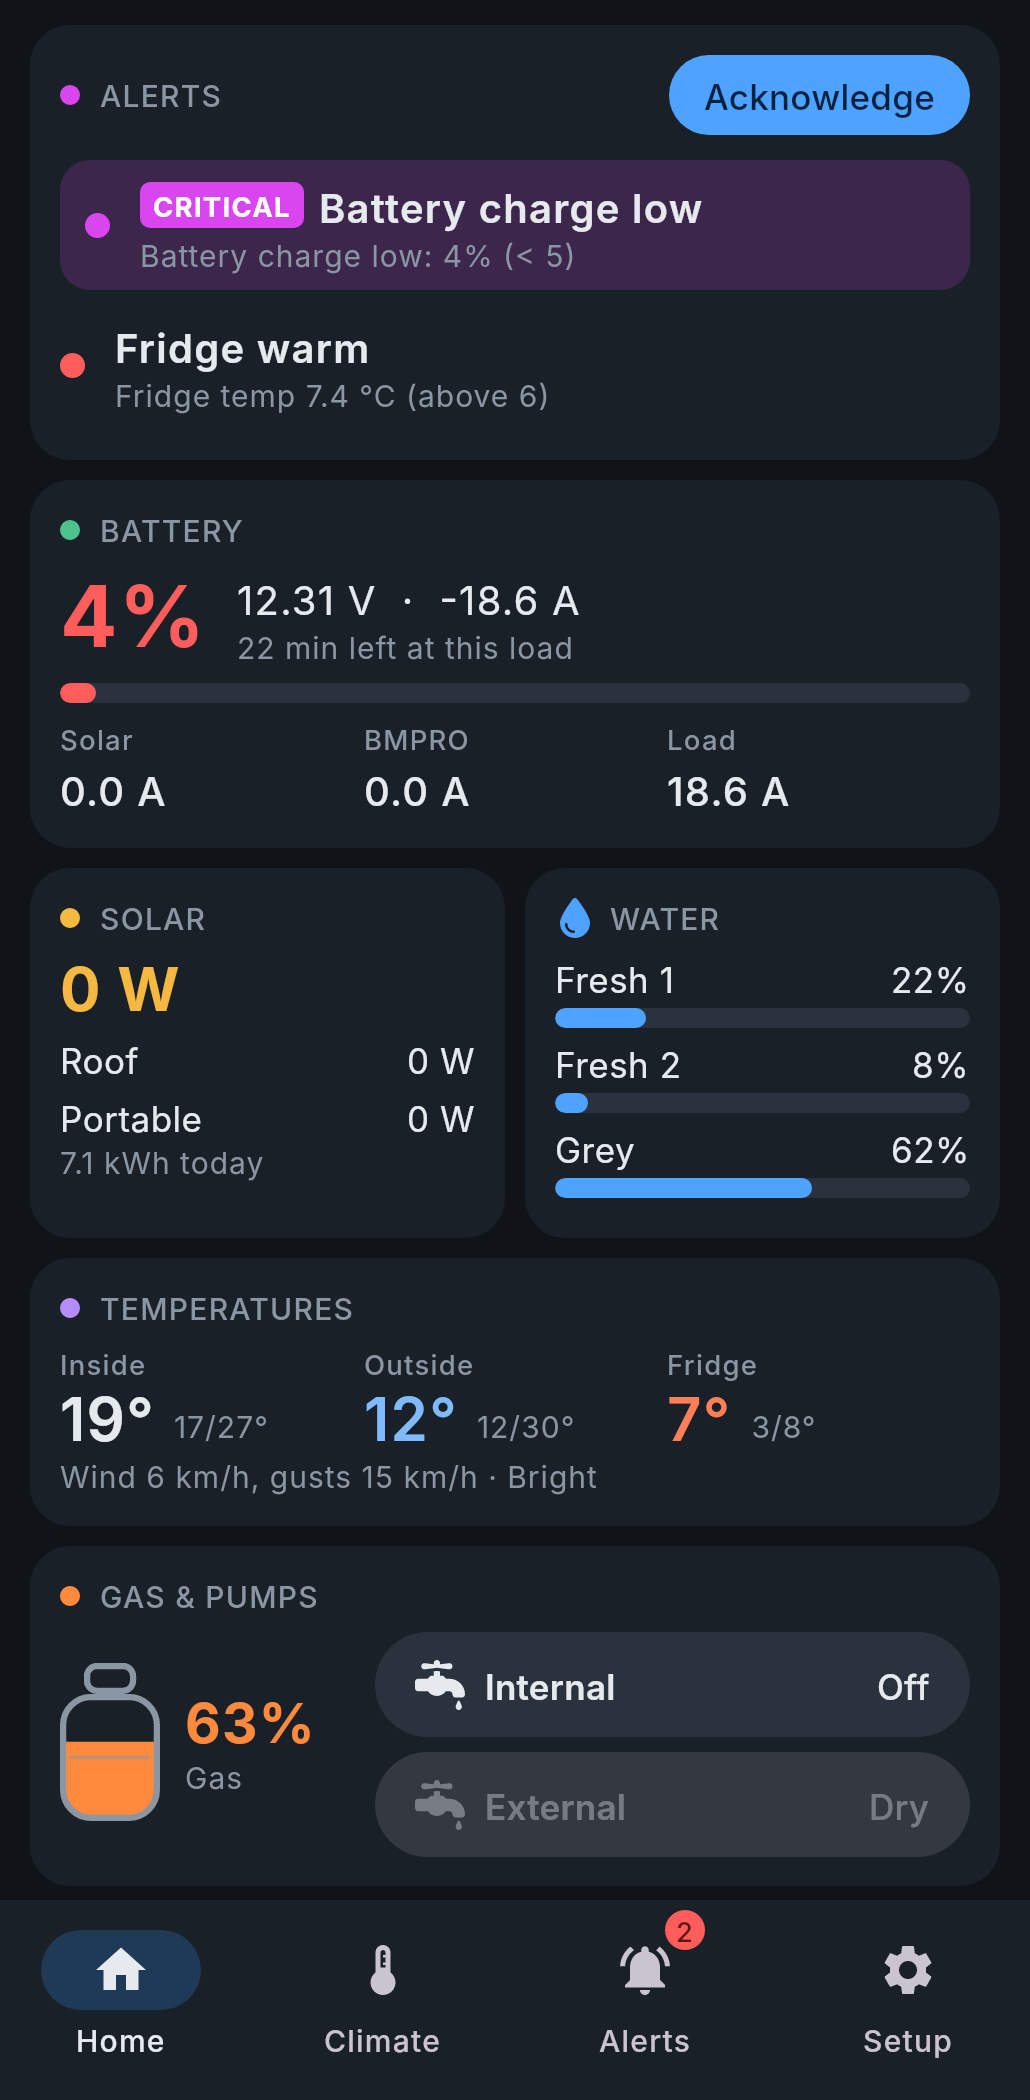 ALERTS
Acknowledge
CRITICAL Battery charge low
Battery charge low: 4% (< 5)
Fridge warm
Fridge temp 7.4 °C (above 6)
BATTERY
4%
12.31 V · -18.6 A
22 min left at this load
Solar BMPRO Load
0.0 A 0.0 A 18.6 A
SOLAR
0 W
Roof 0 W
Portable 0 W
7.1 kWh today
WATER
Fresh 1 22%
Fresh 2 8%
Grey 62%
TEMPERATURES
Inside Outside Fridge
19° 17/27° 12° 12/30° 7° 3/8°
Wind 6 km/h, gusts 15 km/h · Bright
GAS & PUMPS
63%
Gas
Internal Off
External Dry
2
Home Climate Alerts Setup